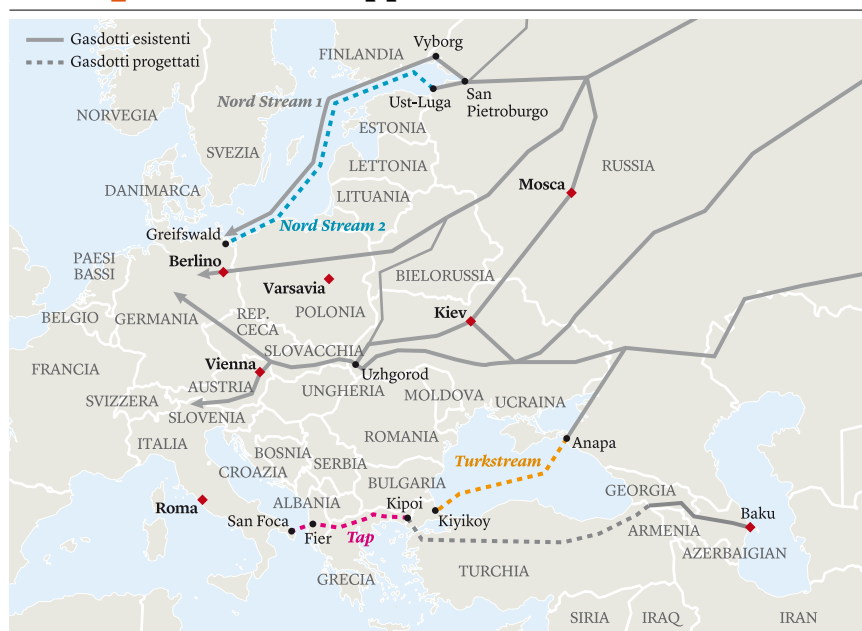 Gasdotti esistenti
Gasdotti progettati
FINLANDIA
Vyborg
NORVEGIA
Nord Stream 1
Ust-Luga
San
Pietroburgo
ESTONIA
SVEZIA
LETTONIA
RUSSIA
DANIMARCA
LITUANIA
Mosca
Greifswald
Nord Stream 2
PAESI
BASSI
Berlino
Varsavia
BIELORUSSIA
BELGIO
GERMANIA
REP.
CECA
POLONIA
Kiev
SLOVACCHIA
FRANCIA
Vienna
Uzhgorod
AUSTRIA
UNGHERIA
MOLDOVA
SVIZZERA
UCRAINA
SLOVENIA
ITALIA
ROMANIA
Anapa
BOSNIA
CROAZIA
SERBIA
Turkstream
BULGARIA
GEORGIA
Roma
ALBANIA
Kipoi
Baku
San Foca
Fier
Tap
Kiyikoy
ARMENIA
AZERBAIGIAN
GRECIA
TURCHIA
SIRIA
IRAQ
IRAN